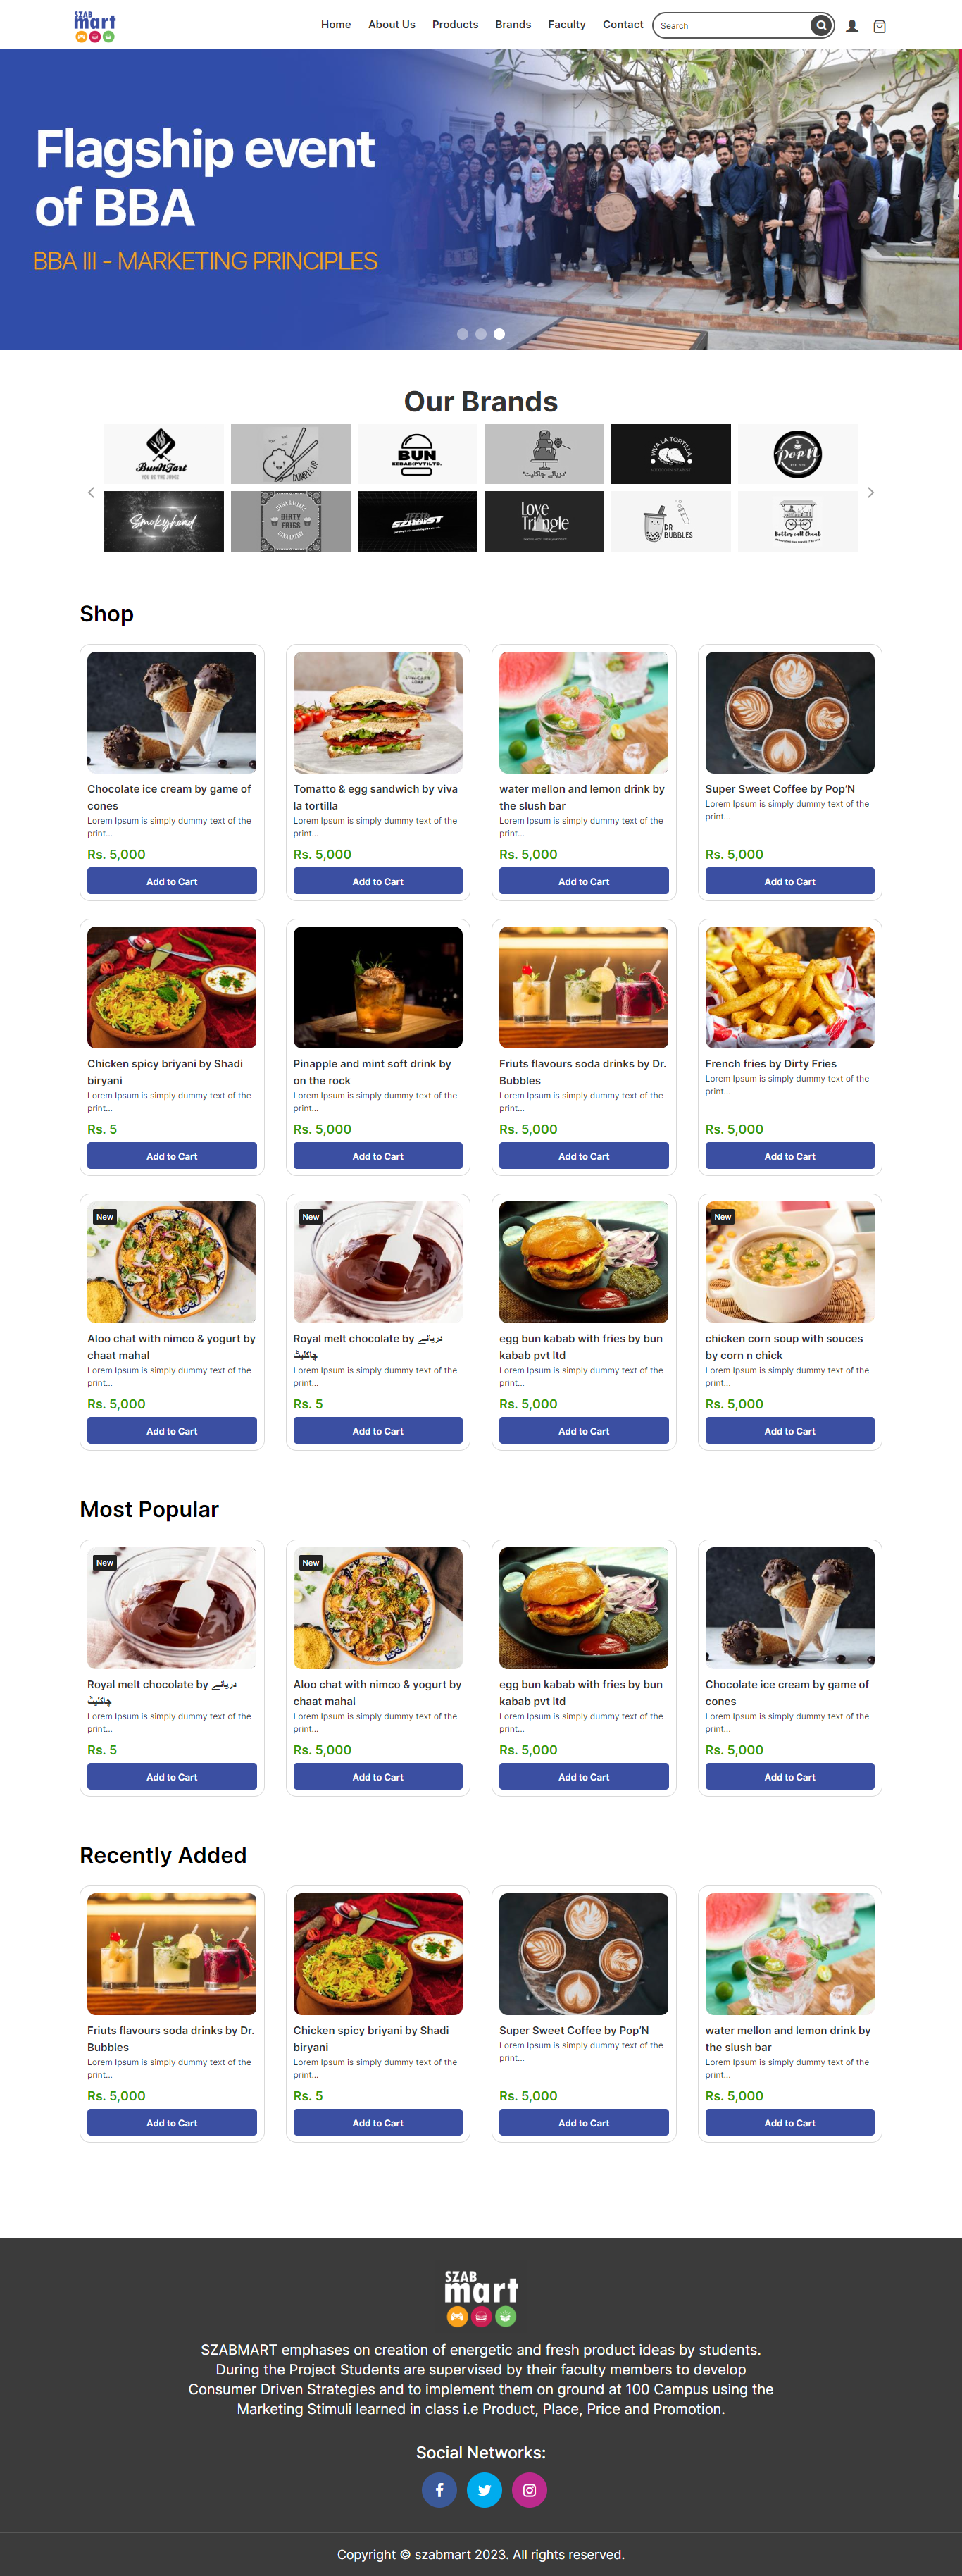 SZAB
mart
Home About Us Products Brands Faculty Contact Search
Flagship event
of BBA
BBA III - MARKETING PRINCIPLES
Our Brands
BunNTart
YOU BE THE JUDGE
DUMPLE UP
BUN
KEBABPVTLTD.
دریائے چاکلیٹ
VIVA LA TORTILLA
Pop'N
Smokyhead
DIRTY
FRIES
SZABIST
Love
Triangle
DR
BUBBLES
Better call Chaat
Shop
Chocolate ice cream by game of
cones
Lorem Ipsum is simply dummy text of the
print...
Rs. 5,000
Add to Cart
Tomatto & egg sandwich by viva
la tortilla
Lorem Ipsum is simply dummy text of the
print...
Rs. 5,000
Add to Cart
water mellon and lemon drink by
the slush bar
Lorem Ipsum is simply dummy text of the
print...
Rs. 5,000
Add to Cart
Super Sweet Coffee by Pop'N
Lorem Ipsum is simply dummy text of the
print...
Rs. 5,000
Add to Cart
Chicken spicy briyani by Shadi
biryani
Lorem Ipsum is simply dummy text of the
print...
Rs. 5
Add to Cart
Pinapple and mint soft drink by
on the rock
Lorem Ipsum is simply dummy text of the
print...
Rs. 5,000
Add to Cart
Friuts flavours soda drinks by Dr.
Bubbles
Lorem Ipsum is simply dummy text of the
print...
Rs. 5,000
Add to Cart
French fries by Dirty Fries
Lorem Ipsum is simply dummy text of the
print...
Rs. 5,000
Add to Cart
New
Aloo chat with nimco & yogurt by
chaat mahal
Lorem Ipsum is simply dummy text of the
print...
Rs. 5,000
Add to Cart
New
Royal melt chocolate by دریائے
چاکلیٹ
Lorem Ipsum is simply dummy text of the
print...
Rs. 5
Add to Cart
egg bun kabab with fries by bun
kabab pvt ltd
Lorem Ipsum is simply dummy text of the
print...
Rs. 5,000
Add to Cart
New
chicken corn soup with souces
by corn n chick
Lorem Ipsum is simply dummy text of the
print...
Rs. 5,000
Add to Cart
Most Popular
New
Royal melt chocolate by دریائے
چاکلیٹ
Lorem Ipsum is simply dummy text of the
print...
Rs. 5
Add to Cart
New
Aloo chat with nimco & yogurt by
chaat mahal
Lorem Ipsum is simply dummy text of the
print...
Rs. 5,000
Add to Cart
egg bun kabab with fries by bun
kabab pvt ltd
Lorem Ipsum is simply dummy text of the
print...
Rs. 5,000
Add to Cart
Chocolate ice cream by game of
cones
Lorem Ipsum is simply dummy text of the
print...
Rs. 5,000
Add to Cart
Recently Added
Friuts flavours soda drinks by Dr.
Bubbles
Lorem Ipsum is simply dummy text of the
print...
Rs. 5,000
Add to Cart
Chicken spicy briyani by Shadi
biryani
Lorem Ipsum is simply dummy text of the
print...
Rs. 5
Add to Cart
Super Sweet Coffee by Pop'N
Lorem Ipsum is simply dummy text of the
print...
Rs. 5,000
Add to Cart
water mellon and lemon drink by
the slush bar
Lorem Ipsum is simply dummy text of the
print...
Rs. 5,000
Add to Cart
SZAB
mart
SZABMART emphases on creation of energetic and fresh product ideas by students.
During the Project Students are supervised by their faculty members to develop
Consumer Driven Strategies and to implement them on ground at 100 Campus using the
Marketing Stimuli learned in class i.e Product, Place, Price and Promotion.
Social Networks:
Copyright © szabmart 2023. All rights reserved.